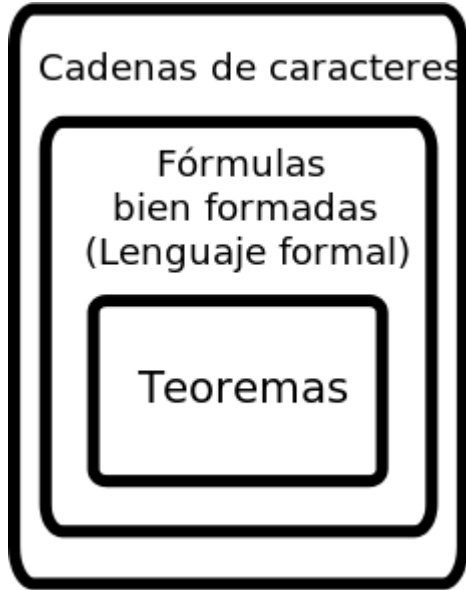 Cadenas de caracteres
Fórmulas
bien formadas
(Lenguaje formal)
Teoremas